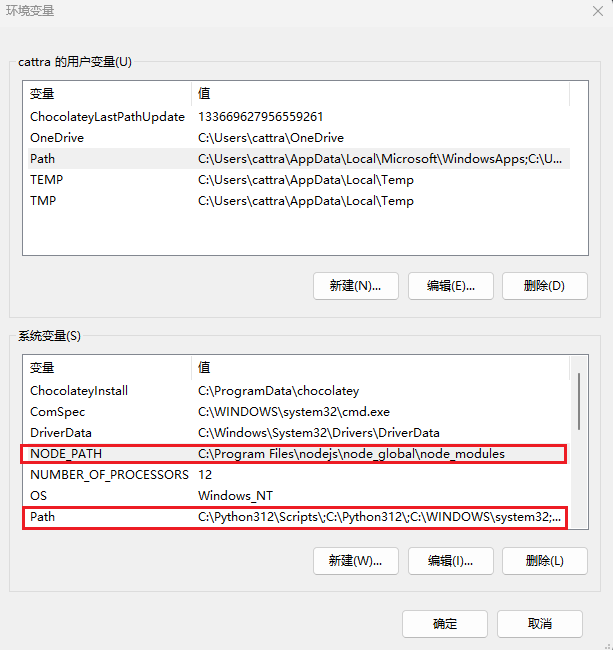 环境变量
cattra 的用户变量(U)
变量 值
ChocolateyLastPathUpdate 133669627956559261
OneDrive C:\Users\cattra\OneDrive
Path C:\Users\cattra\AppData\Local\Microsoft\WindowsApps;C:\U...
TEMP C:\Users\cattra\AppData\Local\Temp
TMP C:\Users\cattra\AppData\Local\Temp
新建(N)... 编辑(E)... 删除(D)
系统变量(S)
变量 值
ChocolateyInstall C:\ProgramData\chocolatey
ComSpec C:\WINDOWS\system32\cmd.exe
DriverData C:\Windows\System32\Drivers\DriverData
NODE_PATH C:\Program Files\nodejs\node_global\node_modules
NUMBER_OF_PROCESSORS 12
OS Windows_NT
Path C:\Python312\Scripts\;C:\Python312\;C:\WINDOWS\system32;...
新建(W)... 编辑(I)... 删除(L)
确定 取消